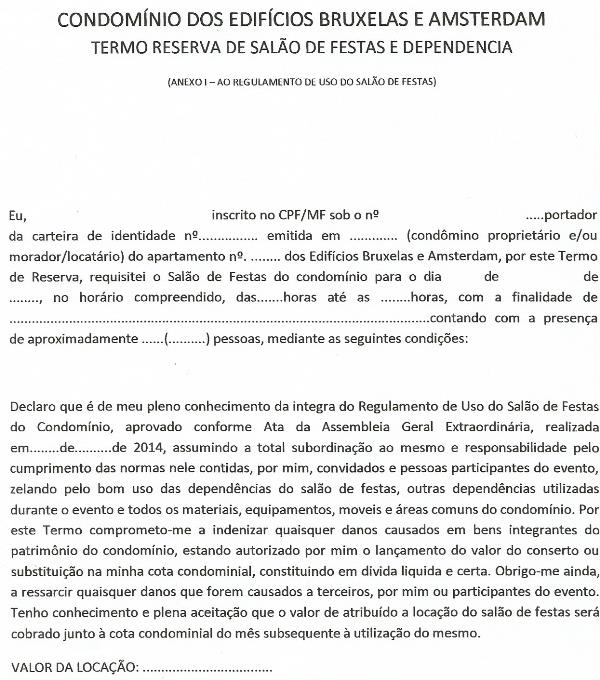 CONDOMÍNIO DOS EDIFÍCIOS BRUXELAS E AMSTERDAM
TERMO RESERVA DE SALÃO DE FESTAS E DEPENDENCIA
(ANEXO I – AO REGULAMENTO DE USO DO SALÃO DE FESTAS)
Eu, inscrito no CPF/MF sob o nº .....portador
da carteira de identidade nº................ emitida em ............. (condômino proprietário e/ou
morador/locatário) do apartamento nº. ........ dos Edifícios Bruxelas e Amsterdam, por este Termo
de Reserva, requisitei o Salão de Festas do condomínio para o dia de de
........, no horário compreendido, das.......horas até as ........horas, com a finalidade de
..............................................................................................................contando com a presença
de aproximadamente ......(..........) pessoas, mediante as seguintes condições:
Declaro que é de meu pleno conhecimento da integra do Regulamento de Uso do Salão de Festas
do Condomínio, aprovado conforme Ata da Assembleia Geral Extraordinária, realizada
em........de..........de 2014, assumindo a total subordinação ao mesmo e responsabilidade pelo
cumprimento das normas nele contidas, por mim, convidados e pessoas participantes do evento,
zelando pelo bom uso das dependências do salão de festas, outras dependências utilizadas
durante o evento e todos os materiais, equipamentos, moveis e áreas comuns do condomínio. Por
este Termo comprometo-me a indenizar quaisquer danos causados em bens integrantes do
patrimônio do condomínio, estando autorizado por mim o lançamento do valor do conserto ou
substituição na minha cota condominial, constituindo em divida liquida e certa. Obrigo-me ainda,
a ressarcir quaisquer danos que forem causados a terceiros, por mim ou participantes do evento.
Tenho conhecimento e plena aceitação que o valor de atribuído a locação do salão de festas será
cobrado junto à cota condominial do mês subsequente à utilização do mesmo.
VALOR DA LOCAÇÃO: ..................................